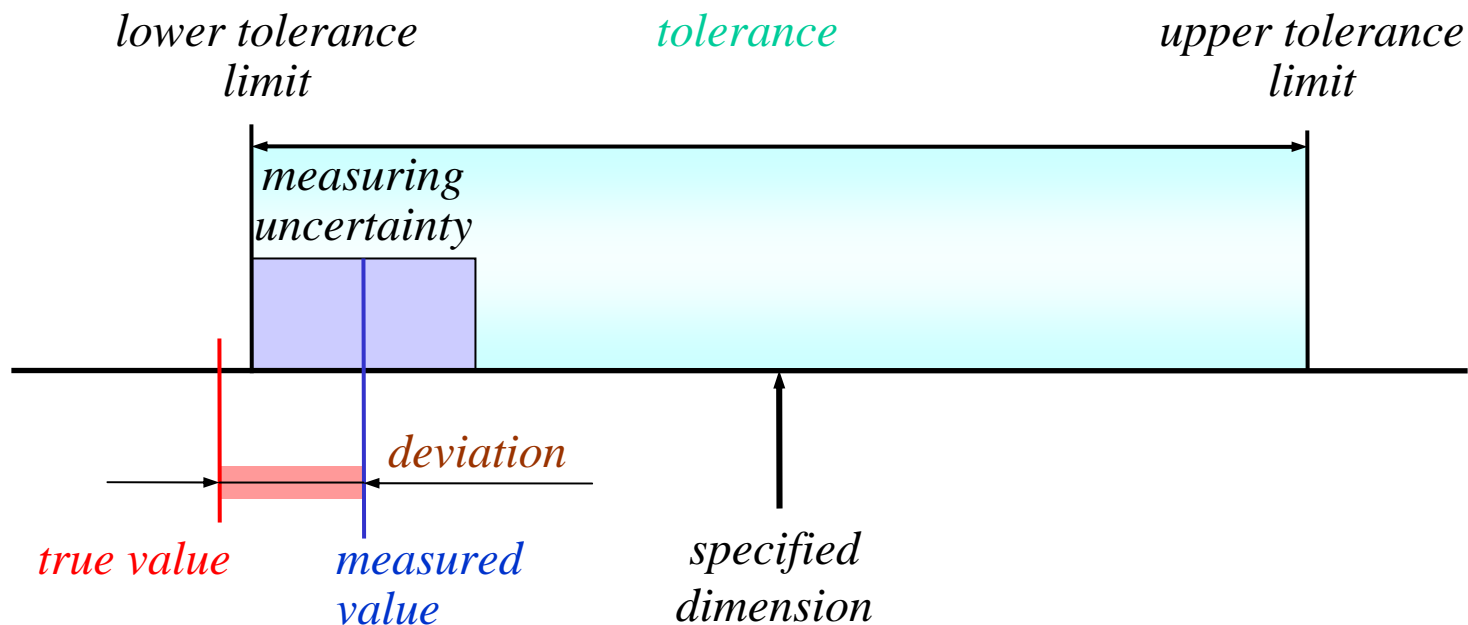 lower tolerance
limit
tolerance
upper tolerance
limit
measuring
uncertainty
deviation
true value
measured
value
specified
dimension